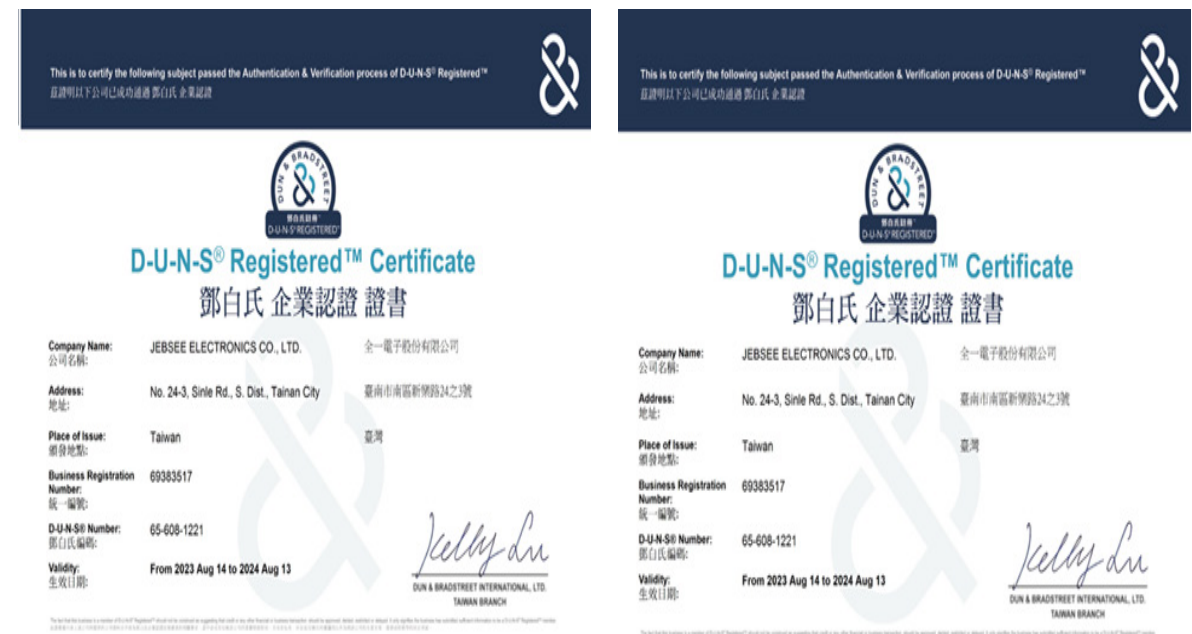 This is to certify the following subject passed the Authentication & Verification process of D-U-N-S® Registered™
茲證明以下公司已成功通過 鄧白氏 企業認證
DUN & BRADSTREET
鄧白氏註冊™
D-U-N-S® REGISTERED™
D-U-N-S® Registered™ Certificate
鄧白氏 企業認證 證書
Company Name: JEBSEE ELECTRONICS CO., LTD. 全一電子股份有限公司
公司名稱:
Address: No. 24-3, Sinle Rd., S. Dist., Tainan City 臺南市南區新樂路24之3號
地址:
Place of Issue: Taiwan 臺灣
頒發地點:
Business Registration 69383517
Number:
統一編號:
D-U-N-S® Number: 65-608-1221
鄧白氏編碼:
Validity: From 2023 Aug 14 to 2024 Aug 13
生效日期:
Kelly Lu
DUN & BRADSTREET INTERNATIONAL, LTD.
TAIWAN BRANCH
This is to certify the following subject passed the Authentication & Verification process of D-U-N-S® Registered™
茲證明以下公司已成功通過 鄧白氏 企業認證
DUN & BRADSTREET
鄧白氏註冊™
D-U-N-S® REGISTERED™
D-U-N-S® Registered™ Certificate
鄧白氏 企業認證 證書
Company Name: JEBSEE ELECTRONICS CO., LTD. 全一電子股份有限公司
公司名稱:
Address: No. 24-3, Sinle Rd., S. Dist., Tainan City 臺南市南區新樂路24之3號
地址:
Place of Issue: Taiwan 臺灣
頒發地點:
Business Registration 69383517
Number:
統一編號:
D-U-N-S® Number: 65-608-1221
鄧白氏編碼:
Validity: From 2023 Aug 14 to 2024 Aug 13
生效日期:
Kelly Lu
DUN & BRADSTREET INTERNATIONAL, LTD.
TAIWAN BRANCH